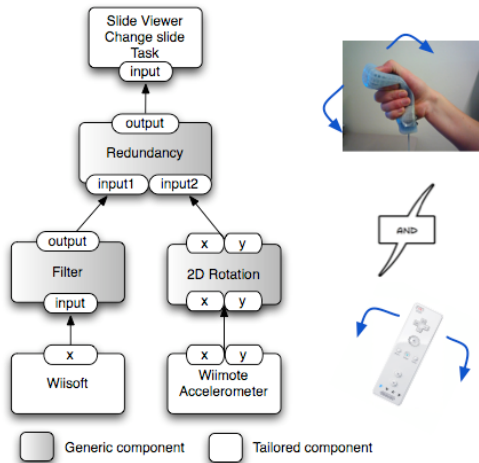 Slide Viewer
Change slide
Task
input
output
Redundancy
input1 input2
output
Filter
input
x y
2D Rotation
x y
x
Wiisoft
x y
Wiimote
Accelerometer
AND
Generic component
Tailored component